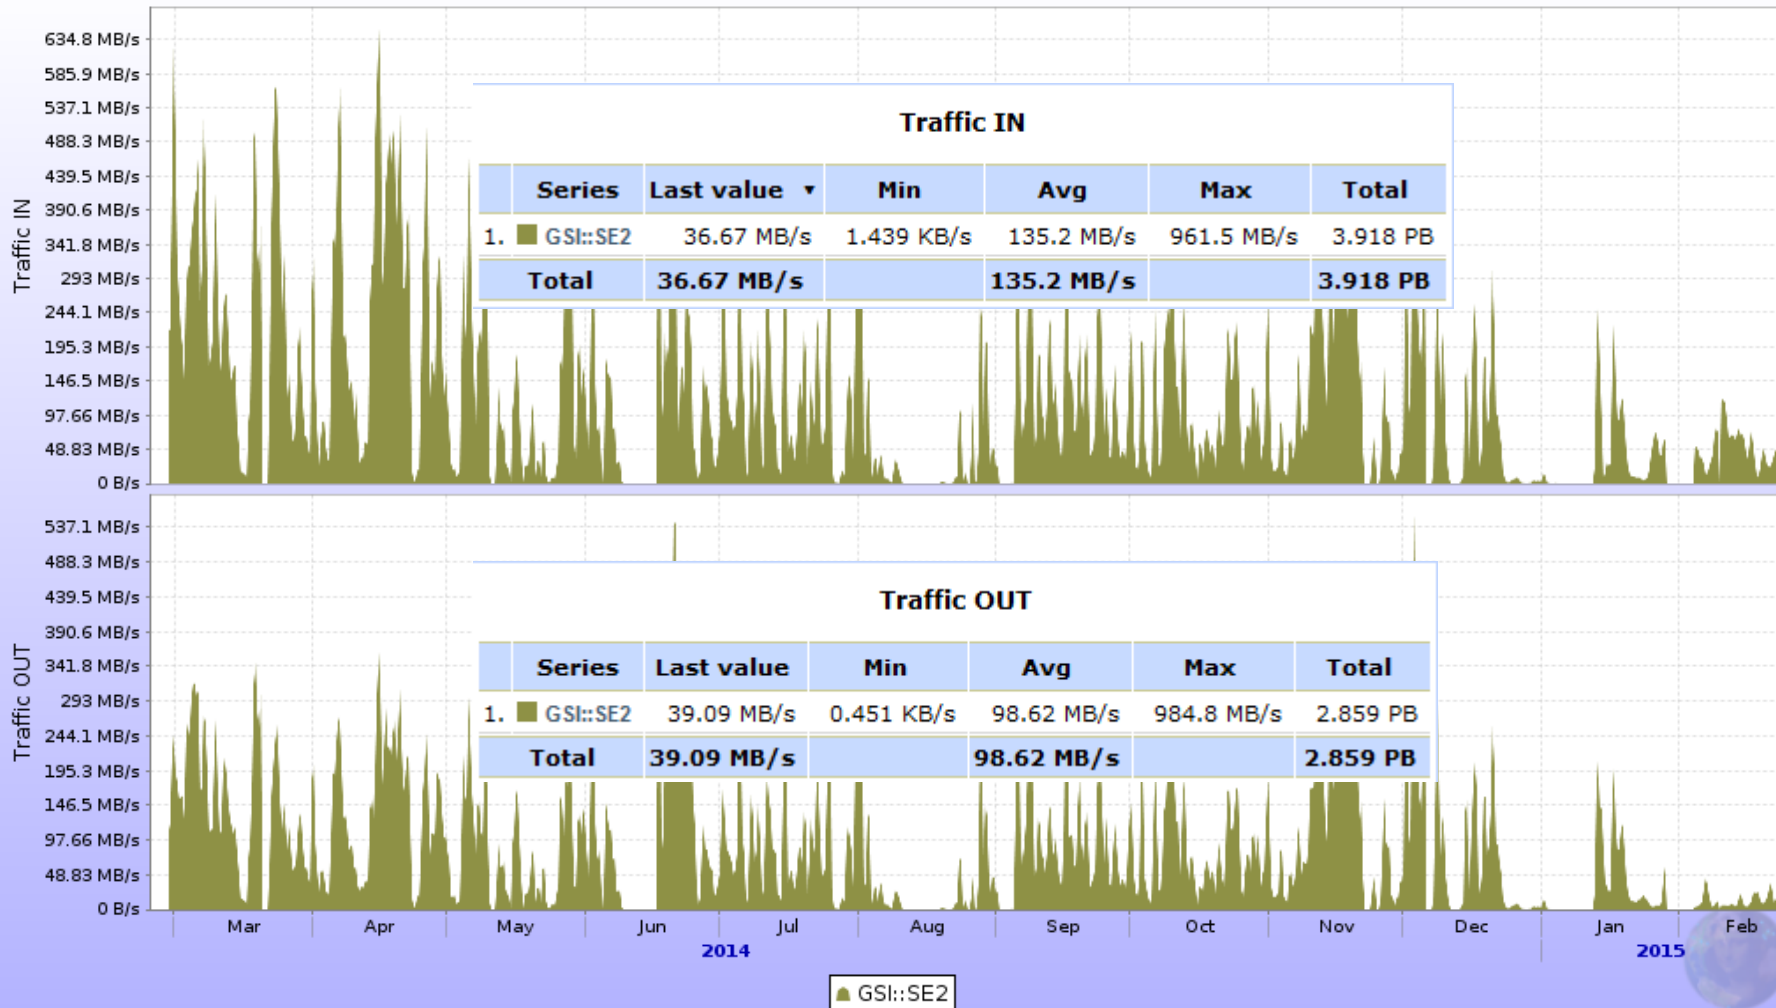 Traffic IN
634.8 MB/s
585.9 MB/s
537.1 MB/s
488.3 MB/s
439.5 MB/s
390.6 MB/s
341.8 MB/s
293 MB/s
244.1 MB/s
195.3 MB/s
146.5 MB/s
97.66 MB/s
48.83 MB/s
0 B/s
Traffic IN
Series Last value ▼ Min Avg Max Total
1. GSI::SE2 36.67 MB/s 1.439 KB/s 135.2 MB/s 961.5 MB/s 3.918 PB
Total 36.67 MB/s 135.2 MB/s 3.918 PB
Traffic OUT
537.1 MB/s
488.3 MB/s
439.5 MB/s
390.6 MB/s
341.8 MB/s
293 MB/s
244.1 MB/s
195.3 MB/s
146.5 MB/s
97.66 MB/s
48.83 MB/s
0 B/s
Traffic OUT
Series Last value Min Avg Max Total
1. GSI::SE2 39.09 MB/s 0.451 KB/s 98.62 MB/s 984.8 MB/s 2.859 PB
Total 39.09 MB/s 98.62 MB/s 2.859 PB
Mar Apr May Jun Jul Aug Sep Oct Nov Dec Jan Feb
2014 2015
GSI::SE2